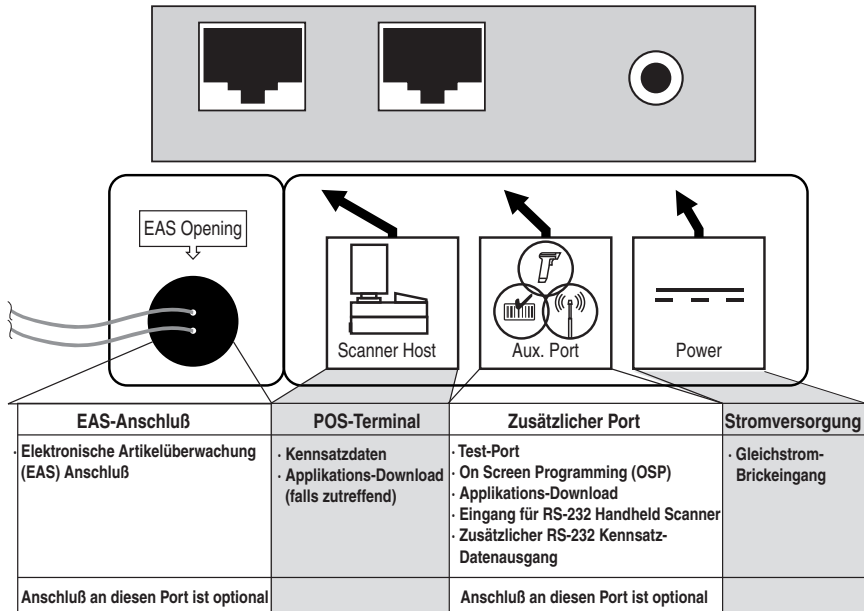 EAS Opening
Scanner Host
Aux. Port
Power
EAS-Anschluß
· Elektronische Artikelüberwachung
(EAS) Anschluß
Anschluß an diesen Port ist optional
POS-Terminal
· Kennsatzdaten
· Applikations-Download
(falls zutreffend)
Zusätzlicher Port
· Test-Port
· On Screen Programming (OSP)
· Applikations-Download
· Eingang für RS-232 Handheld Scanner
· Zusätzlicher RS-232 Kennsatz-
Datenausgang
Anschluß an diesen Port ist optional
Stromversorgung
· Gleichstrom-
Brickeingang